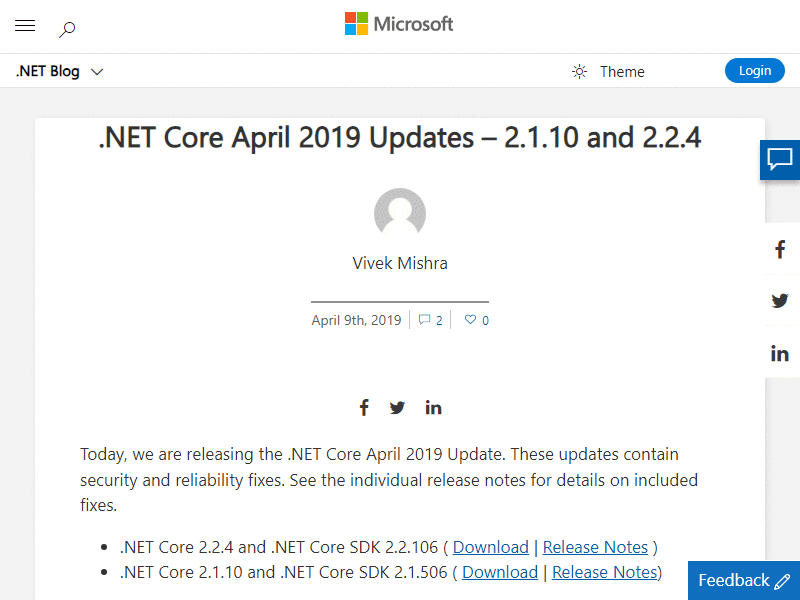 Microsoft
.NET Blog
Theme
Login
.NET Core April 2019 Updates – 2.1.10 and 2.2.4
Vivek Mishra
April 9th, 2019
2
0
Today, we are releasing the .NET Core April 2019 Update. These updates contain
security and reliability fixes. See the individual release notes for details on included
fixes.
• .NET Core 2.2.4 and .NET Core SDK 2.2.106 ( Download | Release Notes )
• .NET Core 2.1.10 and .NET Core SDK 2.1.506 ( Download | Release Notes)
Feedback